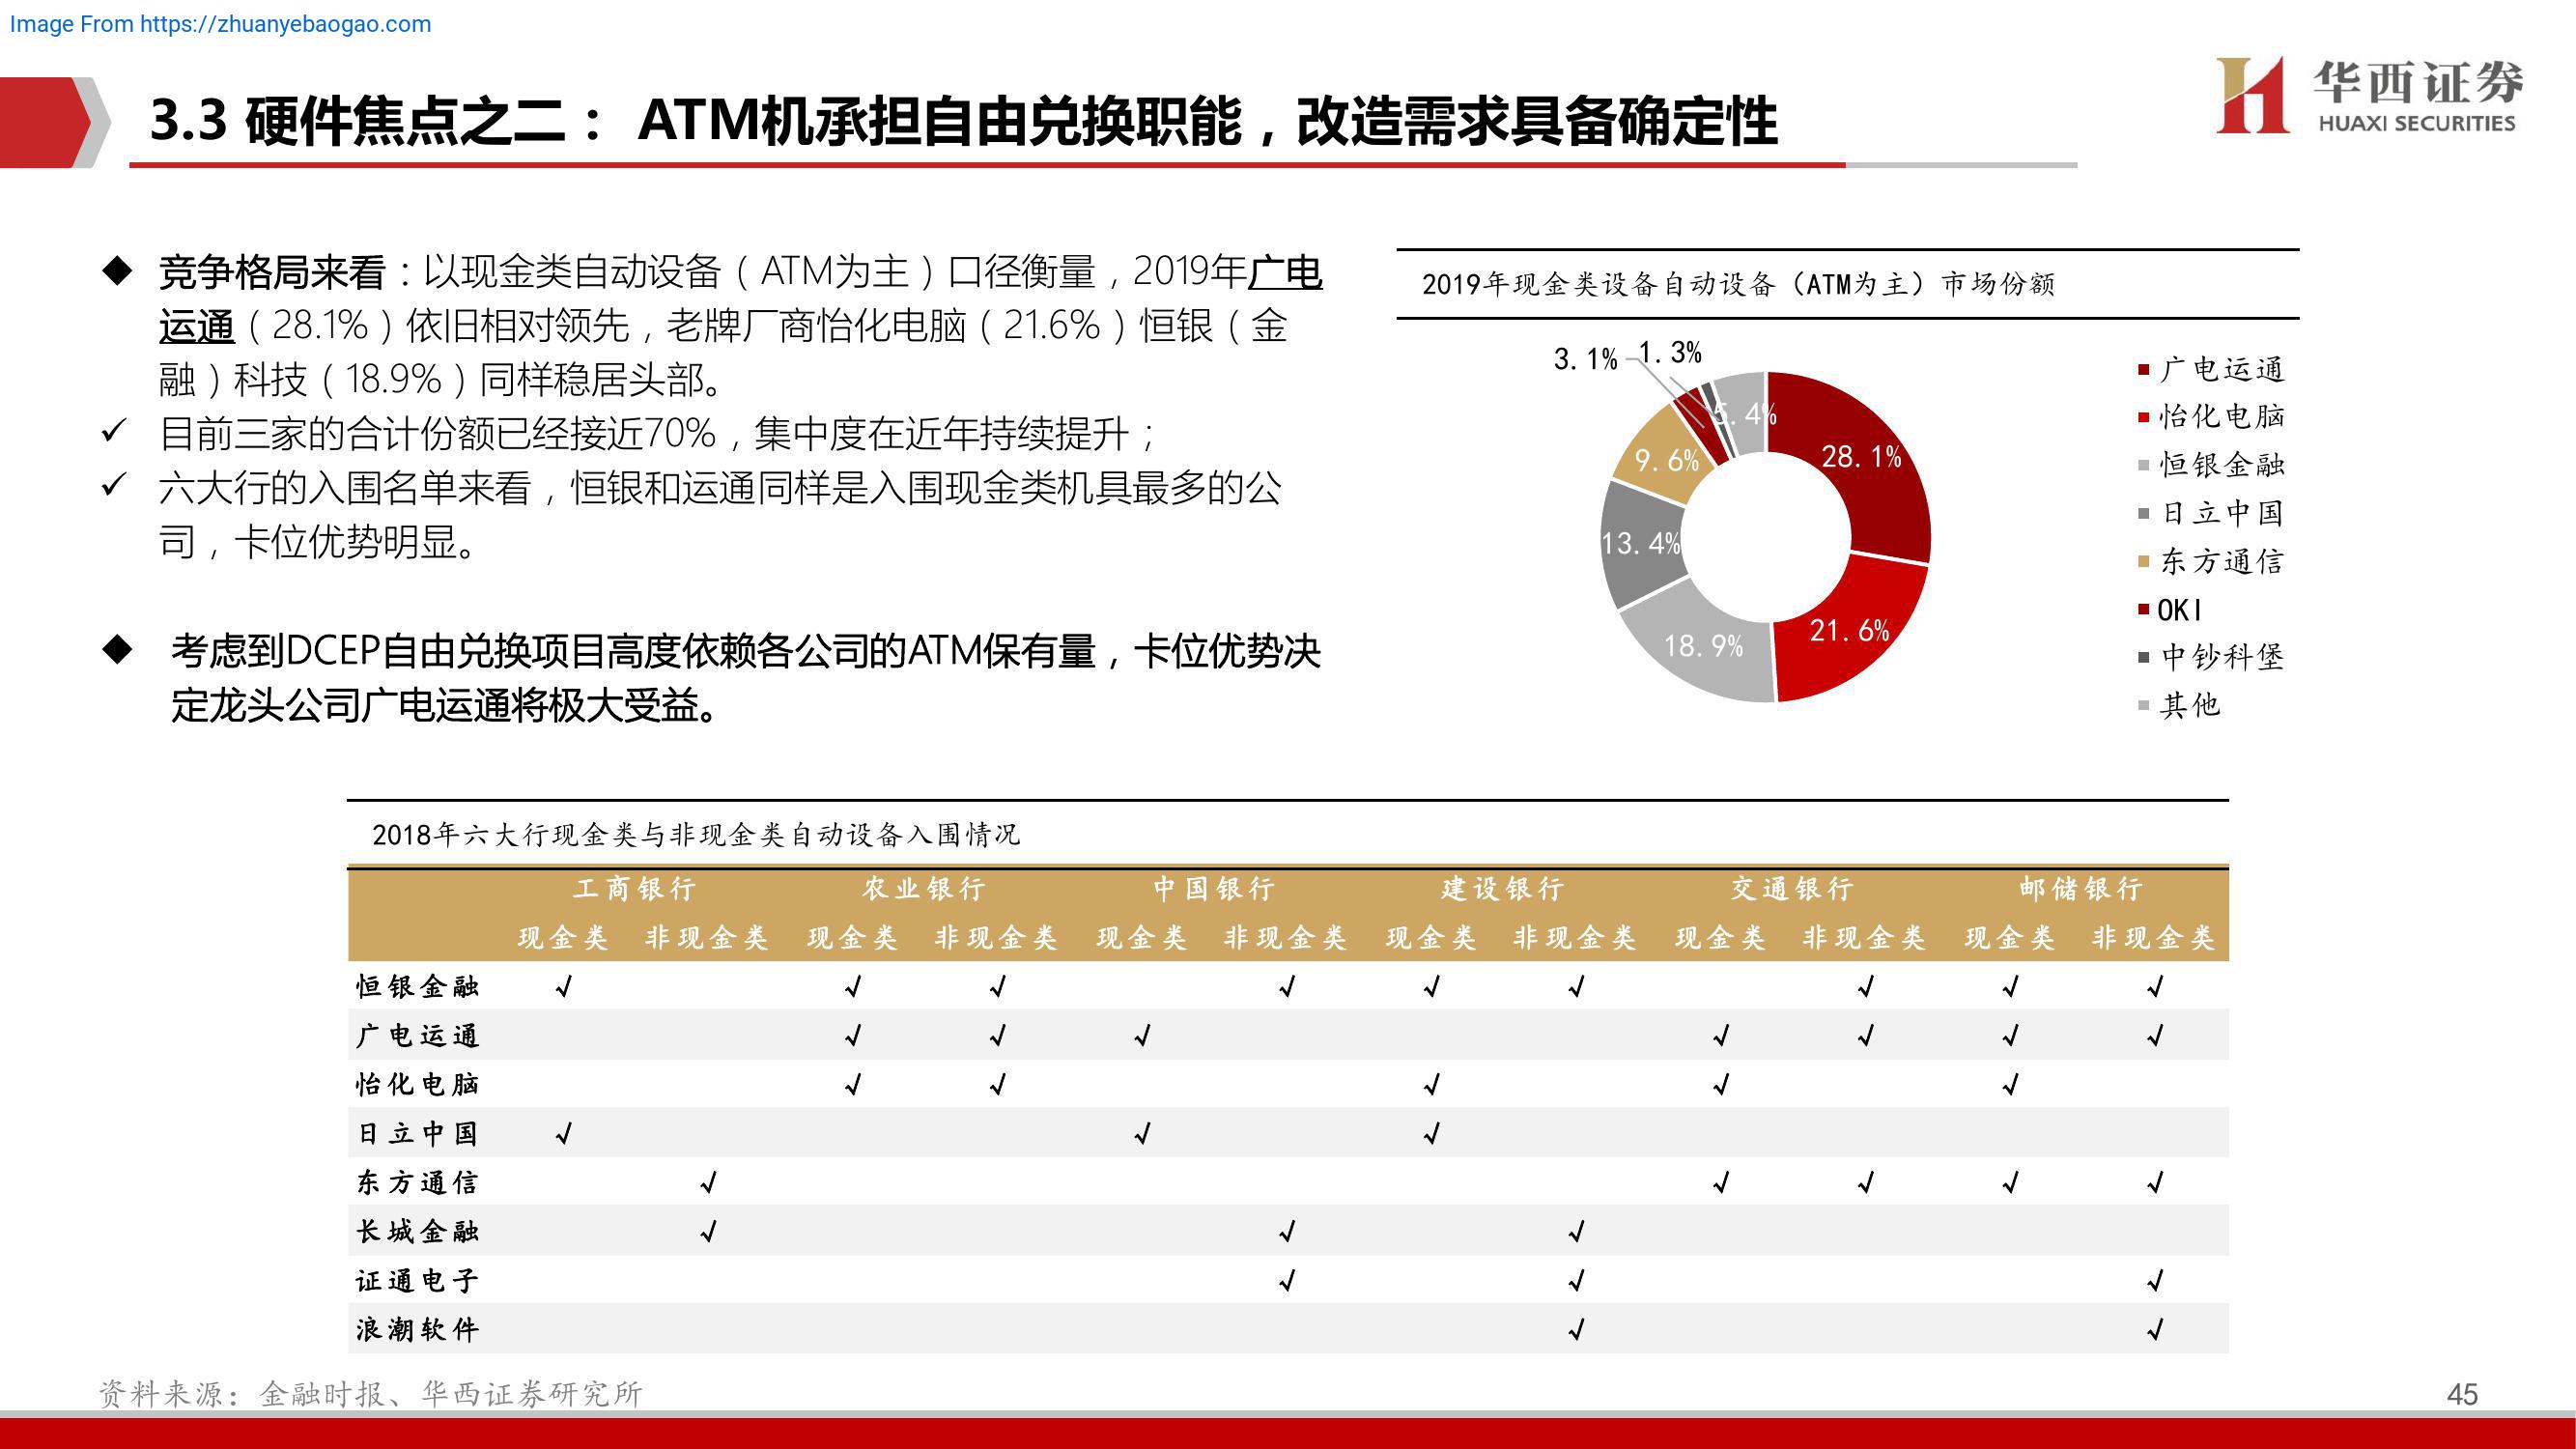 Image From https://zhuanyebaogao.com
3.3 硬件焦点之二： ATM机承担自由兑换职能，改造需求具备确定性
华西证券
HUAXI SECURITIES
◆ 竞争格局来看：以现金类自动设备（ATM为主）口径衡量，2019年广电
运通（28.1%）依旧相对领先，老牌厂商怡化电脑（21.6%）恒银（金
融）科技（18.9%）同样稳居头部。
✓ 目前三家的合计份额已经接近70%，集中度在近年持续提升；
✓ 六大行的入围名单来看，恒银和运通同样是入围现金类机具最多的公
司，卡位优势明显。
◆ 考虑到DCEP自由兑换项目高度依赖各公司的ATM保有量，卡位优势决
定龙头公司广电运通将极大受益。
2019年现金类设备自动设备（ATM为主）市场份额
3.1% 1.3%
5.4%
28.1%
9.6%
13.4%
21.6%
18.9%
广电运通
怡化电脑
恒银金融
日立中国
东方通信
OKI
中钞科堡
其他
2018年六大行现金类与非现金类自动设备入围情况
工商银行 农业银行 中国银行 建设银行 交通银行 邮储银行
现金类 非现金类 现金类 非现金类 现金类 非现金类 现金类 非现金类 现金类 非现金类 现金类 非现金类
恒银金融 √ √ √ √ √ √ √ √ √
广电运通 √ √ √ √ √ √ √
怡化电脑 √ √ √ √ √
日立中国 √ √ √
东方通信 √ √ √ √ √
长城金融 √ √ √
证通电子 √ √ √
浪潮软件 √ √
资料来源：金融时报、华西证券研究所
45